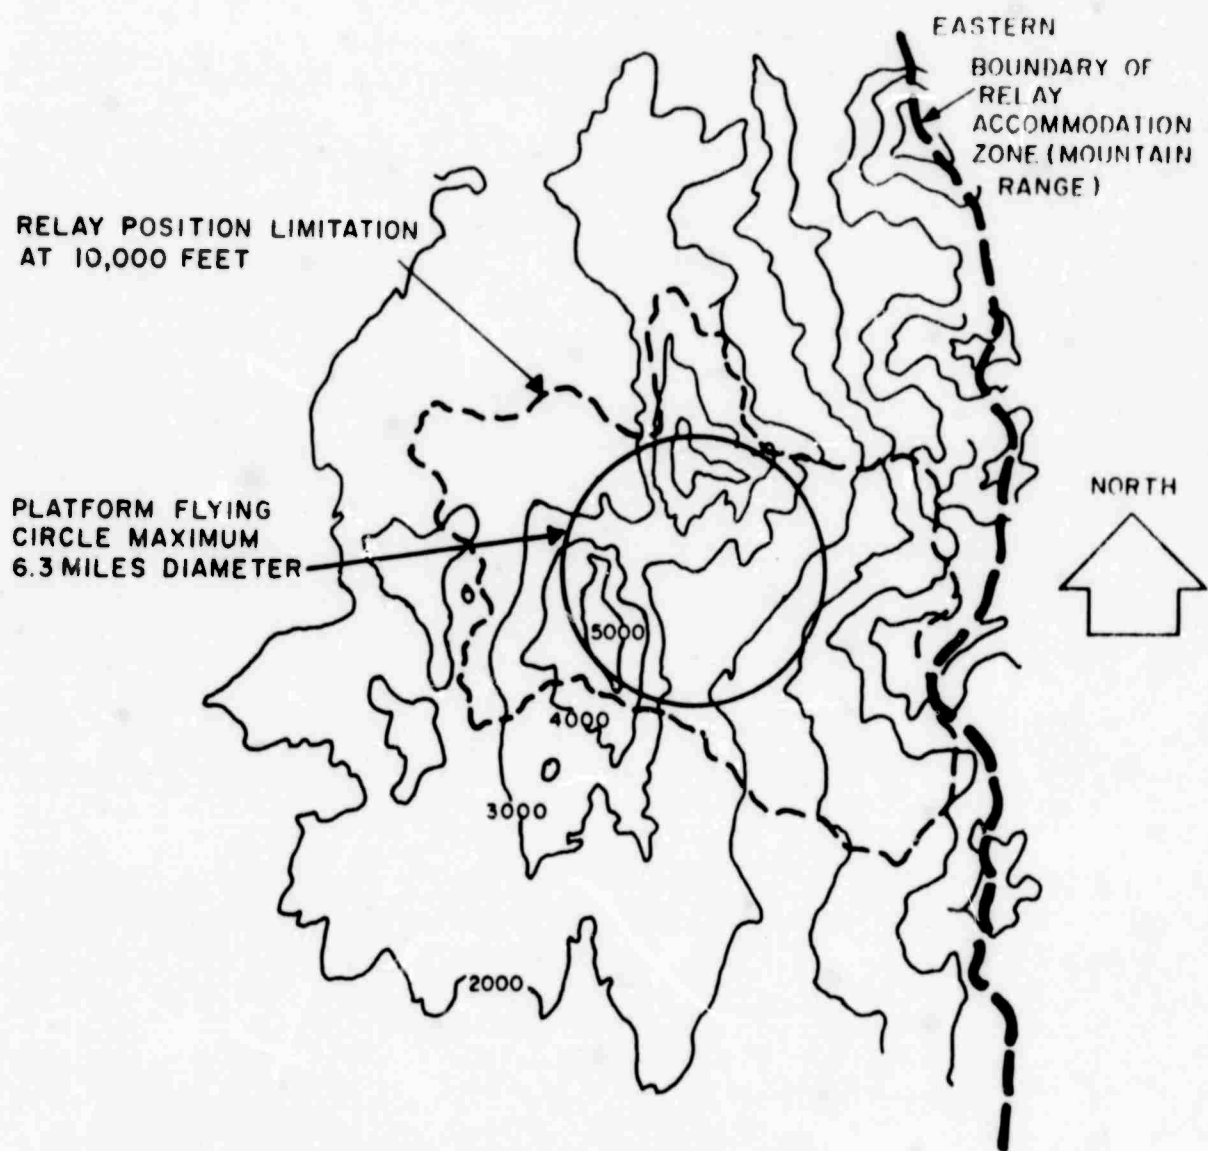 EASTERN
BOUNDARY OF
RELAY
ACCOMMODATION
ZONE (MOUNTAIN
RANGE)
RELAY POSITION LIMITATION
AT 10,000 FEET
NORTH
PLATFORM FLYING
CIRCLE MAXIMUM
6.3 MILES DIAMETER
5000
4000
3000
2000